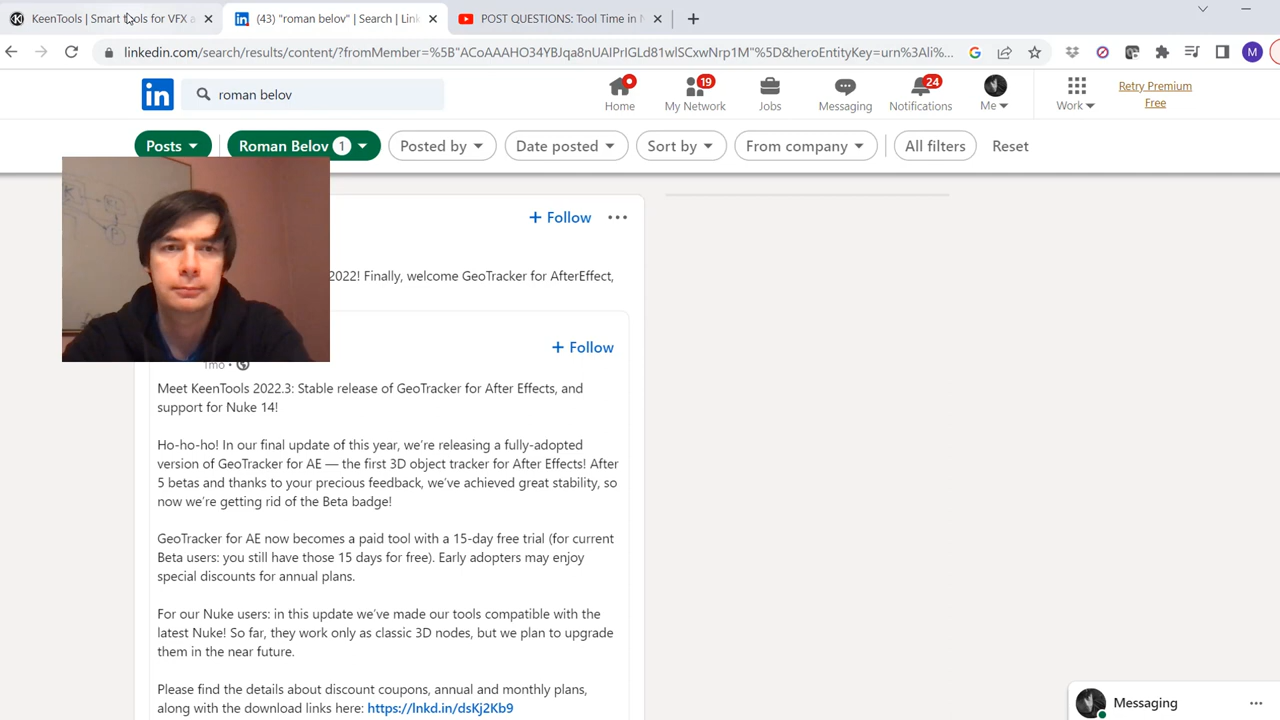 KeenTools | Smart tools for VFX a
(43) "roman belov" | Search | Lin
POST QUESTIONS: Tool Time in N
linkedin.com/search/results/content/?fromMember=%5B"ACoAAAHO34YBJqa8nUAIPrIGLd81wlSCxwNrp1M"%5D&heroEntityKey=urn%3Ali%...
M
in
roman belov
19
24
Home
My Network
Jobs
Messaging
Notifications
Me
Work
Retry Premium
Free
Posts
Roman Belov 1
Posted by
Date posted
Sort by
From company
All filters
Reset
+ Follow
2022! Finally, welcome GeoTracker for AfterEffect,
+ Follow
1mo •
Meet KeenTools 2022.3: Stable release of GeoTracker for After Effects, and
support for Nuke 14!
Ho-ho-ho! In our final update of this year, we're releasing a fully-adopted
version of GeoTracker for AE — the first 3D object tracker for After Effects! After
5 betas and thanks to your precious feedback, we've achieved great stability, so
now we're getting rid of the Beta badge!
GeoTracker for AE now becomes a paid tool with a 15-day free trial (for current
Beta users: you still have those 15 days for free). Early adopters may enjoy
special discounts for annual plans.
For our Nuke users: in this update we've made our tools compatible with the
latest Nuke! So far, they work only as classic 3D nodes, but we plan to upgrade
them in the near future.
Please find the details about discount coupons, annual and monthly plans,
along with the download links here: https://lnkd.in/dsKj2Kb9
Messaging